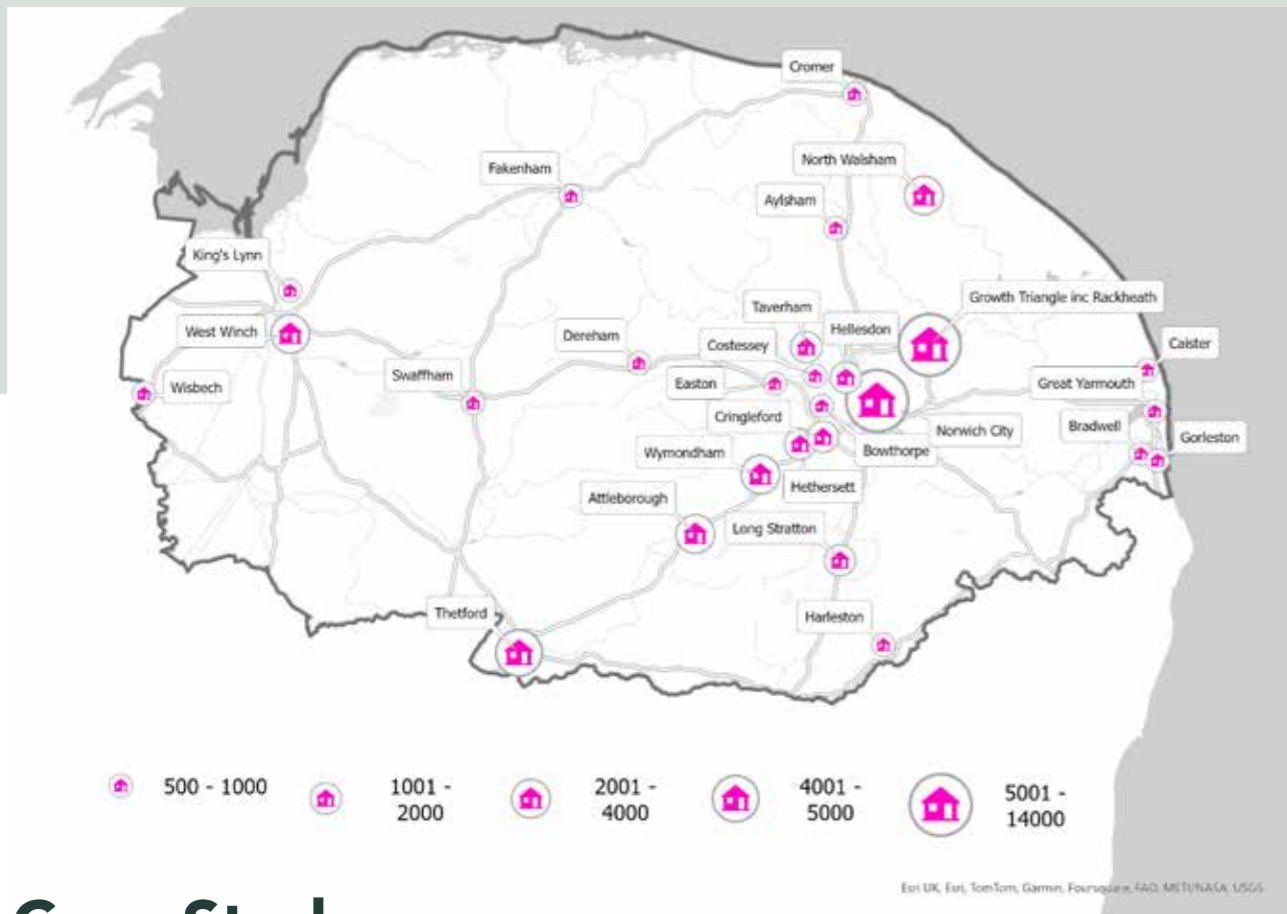 Cromer
North Walsham
Fakenham
Aylsham
King's Lynn
Growth Triangle inc Rackheath
Taverham
West Winch
Hellesdon
Dereham
Costessey
Caister
Swaffham
Easton
Great Yarmouth
Wisbech
Cringleford
Bradwell
Norwich City
Gorleston
Wymondham
Bowthorpe
Hethersett
Attleborough
Long Stratton
Thetford
Harleston
500 - 1000
1001 -
2000
2001 -
4000
4001 -
5000
5001 -
14000
Esri UK, Esri, TomTom, Garmin, Foursquare, FAO, METI/NASA, USGS